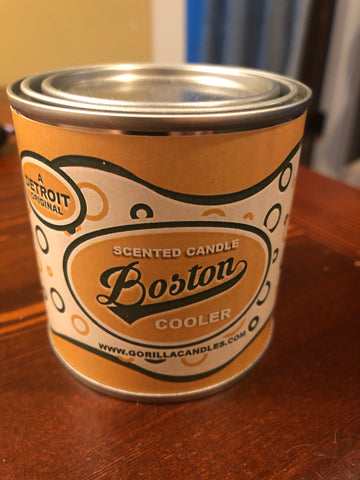 A
DETROIT
ORIGINAL
SCENTED CANDLE
Boston
COOLER
WWW.GORILLACANDLES.COM